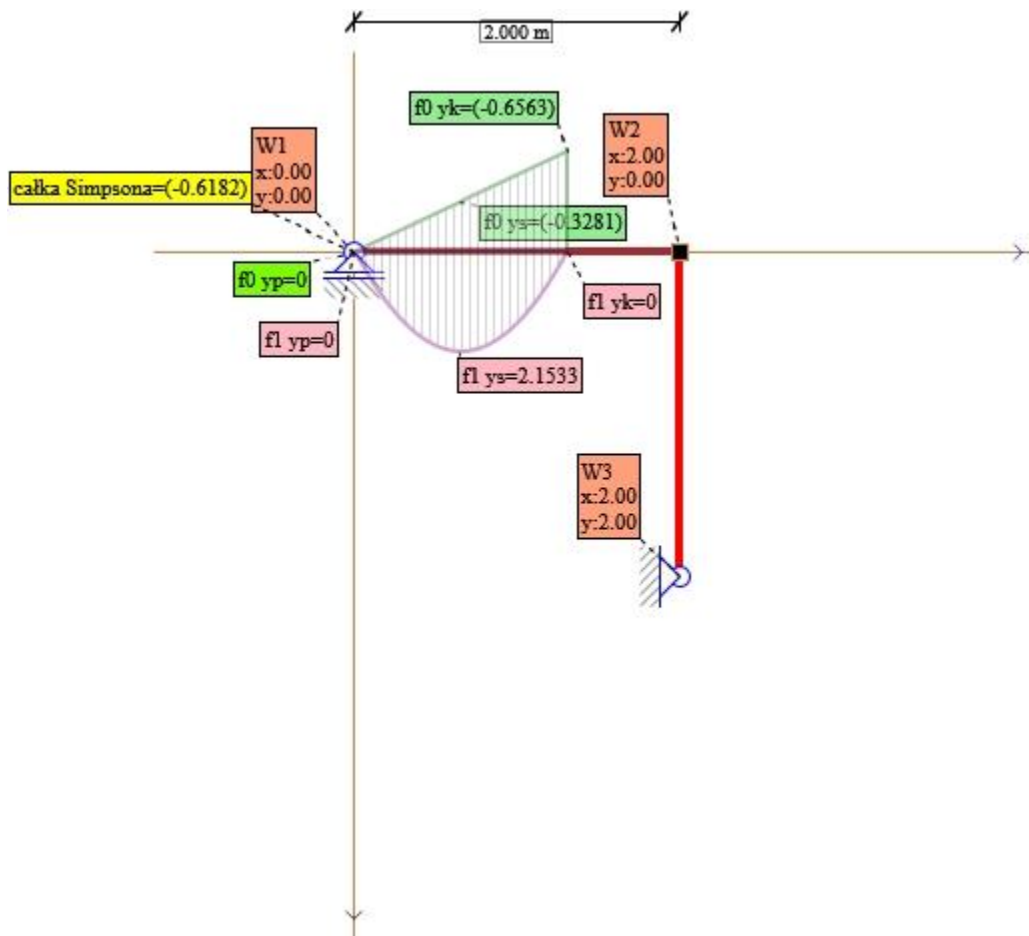 2.000 m
f0 yk=(-0.6563)
W1
x:0.00
y:0.00
W2
x:2.00
y:0.00
całka Simpsona=(-0.6182)
f0 ys=(-0.3281)
f0 yp=0
f1 yk=0
f1 yp=0
f1 ys=2.1533
W3
x:2.00
y:2.00